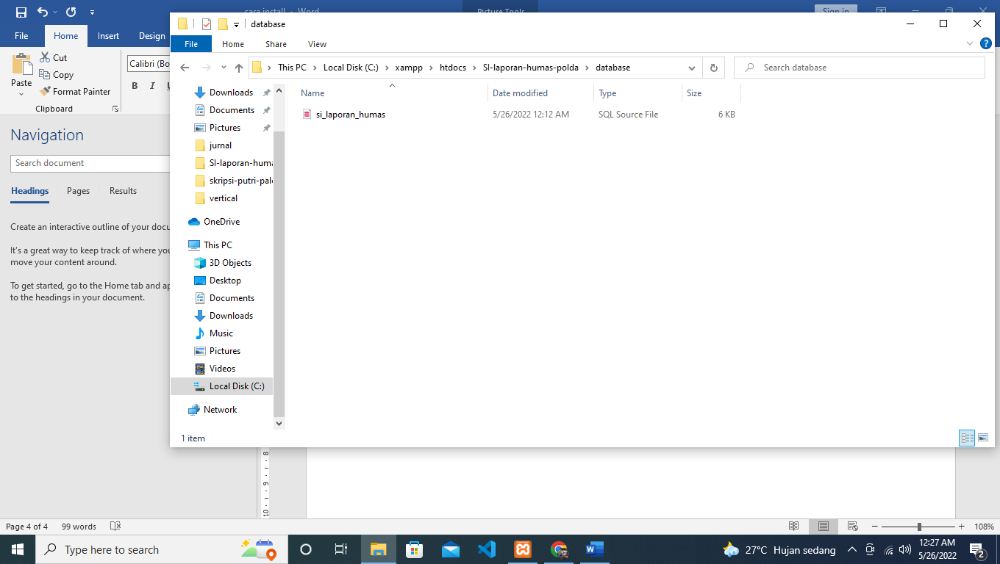 cara install - Word
Picture Tools
Sign in
File
Home
Insert
Design
Cut
Copy
Paste
Format Painter
Clipboard
Calibri (Bo
B I U
Navigation
Search document
Headings
Pages
Results
Create an interactive outline of your docu
It's a great way to keep track of where you
move your content around.
To get started, go to the Home tab and ap
to the headings in your document.
database
File
Home
Share
View
This PC > Local Disk (C:) > xampp > htdocs > SI-laporan-humas-polda > database
Search database
Name
Date modified
Type
Size
si_laporan_humas
5/26/2022 12:12 AM
SQL Source File
6 KB
Downloads
Documents
Pictures
jurnal
SI-laporan-huma
skripsi-putri-pal
vertical
OneDrive
This PC
3D Objects
Desktop
Documents
Downloads
Music
Pictures
Videos
Local Disk (C:)
Network
1 item
8
9
10
Page 4 of 4
99 words
108%
Type here to search
27°C Hujan sedang
12:27 AM
5/26/2022
2